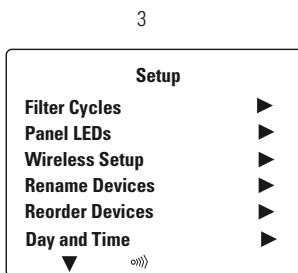 3
Setup
Filter Cycles
Panel LEDs
Wireless Setup
Rename Devices
Reorder Devices
Day and Time